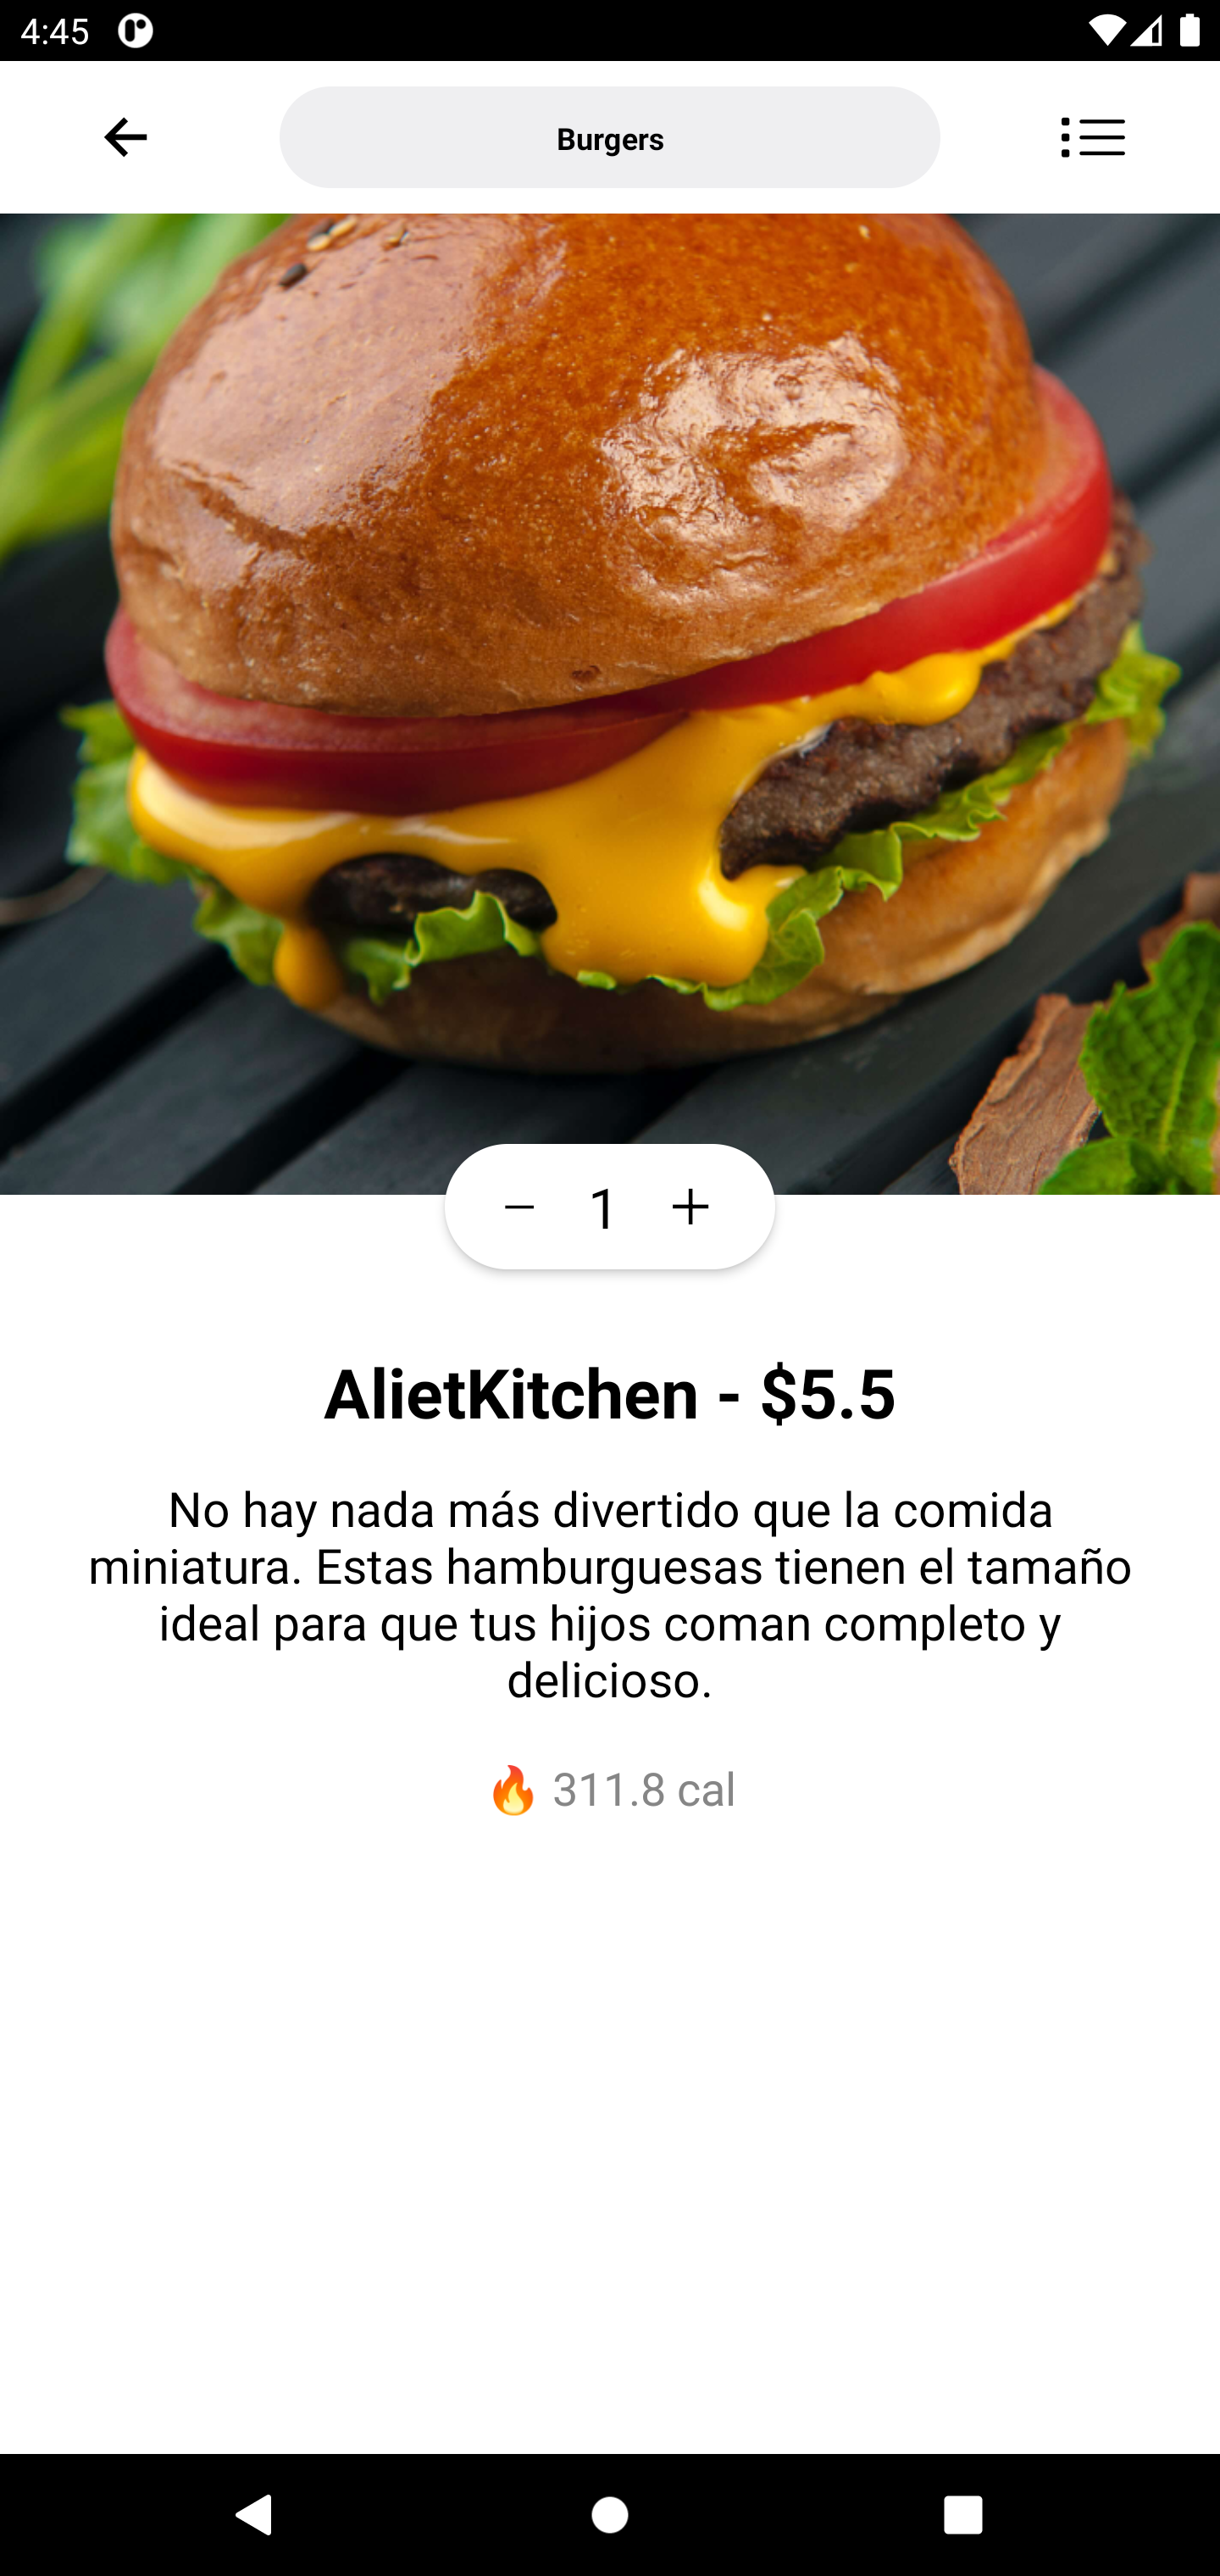 4:45
Burgers
1
AlietKitchen - $5.5
No hay nada más divertido que la comida
miniatura. Estas hamburguesas tienen el tamaño
ideal para que tus hijos coman completo y
delicioso.
🔥 311.8 cal